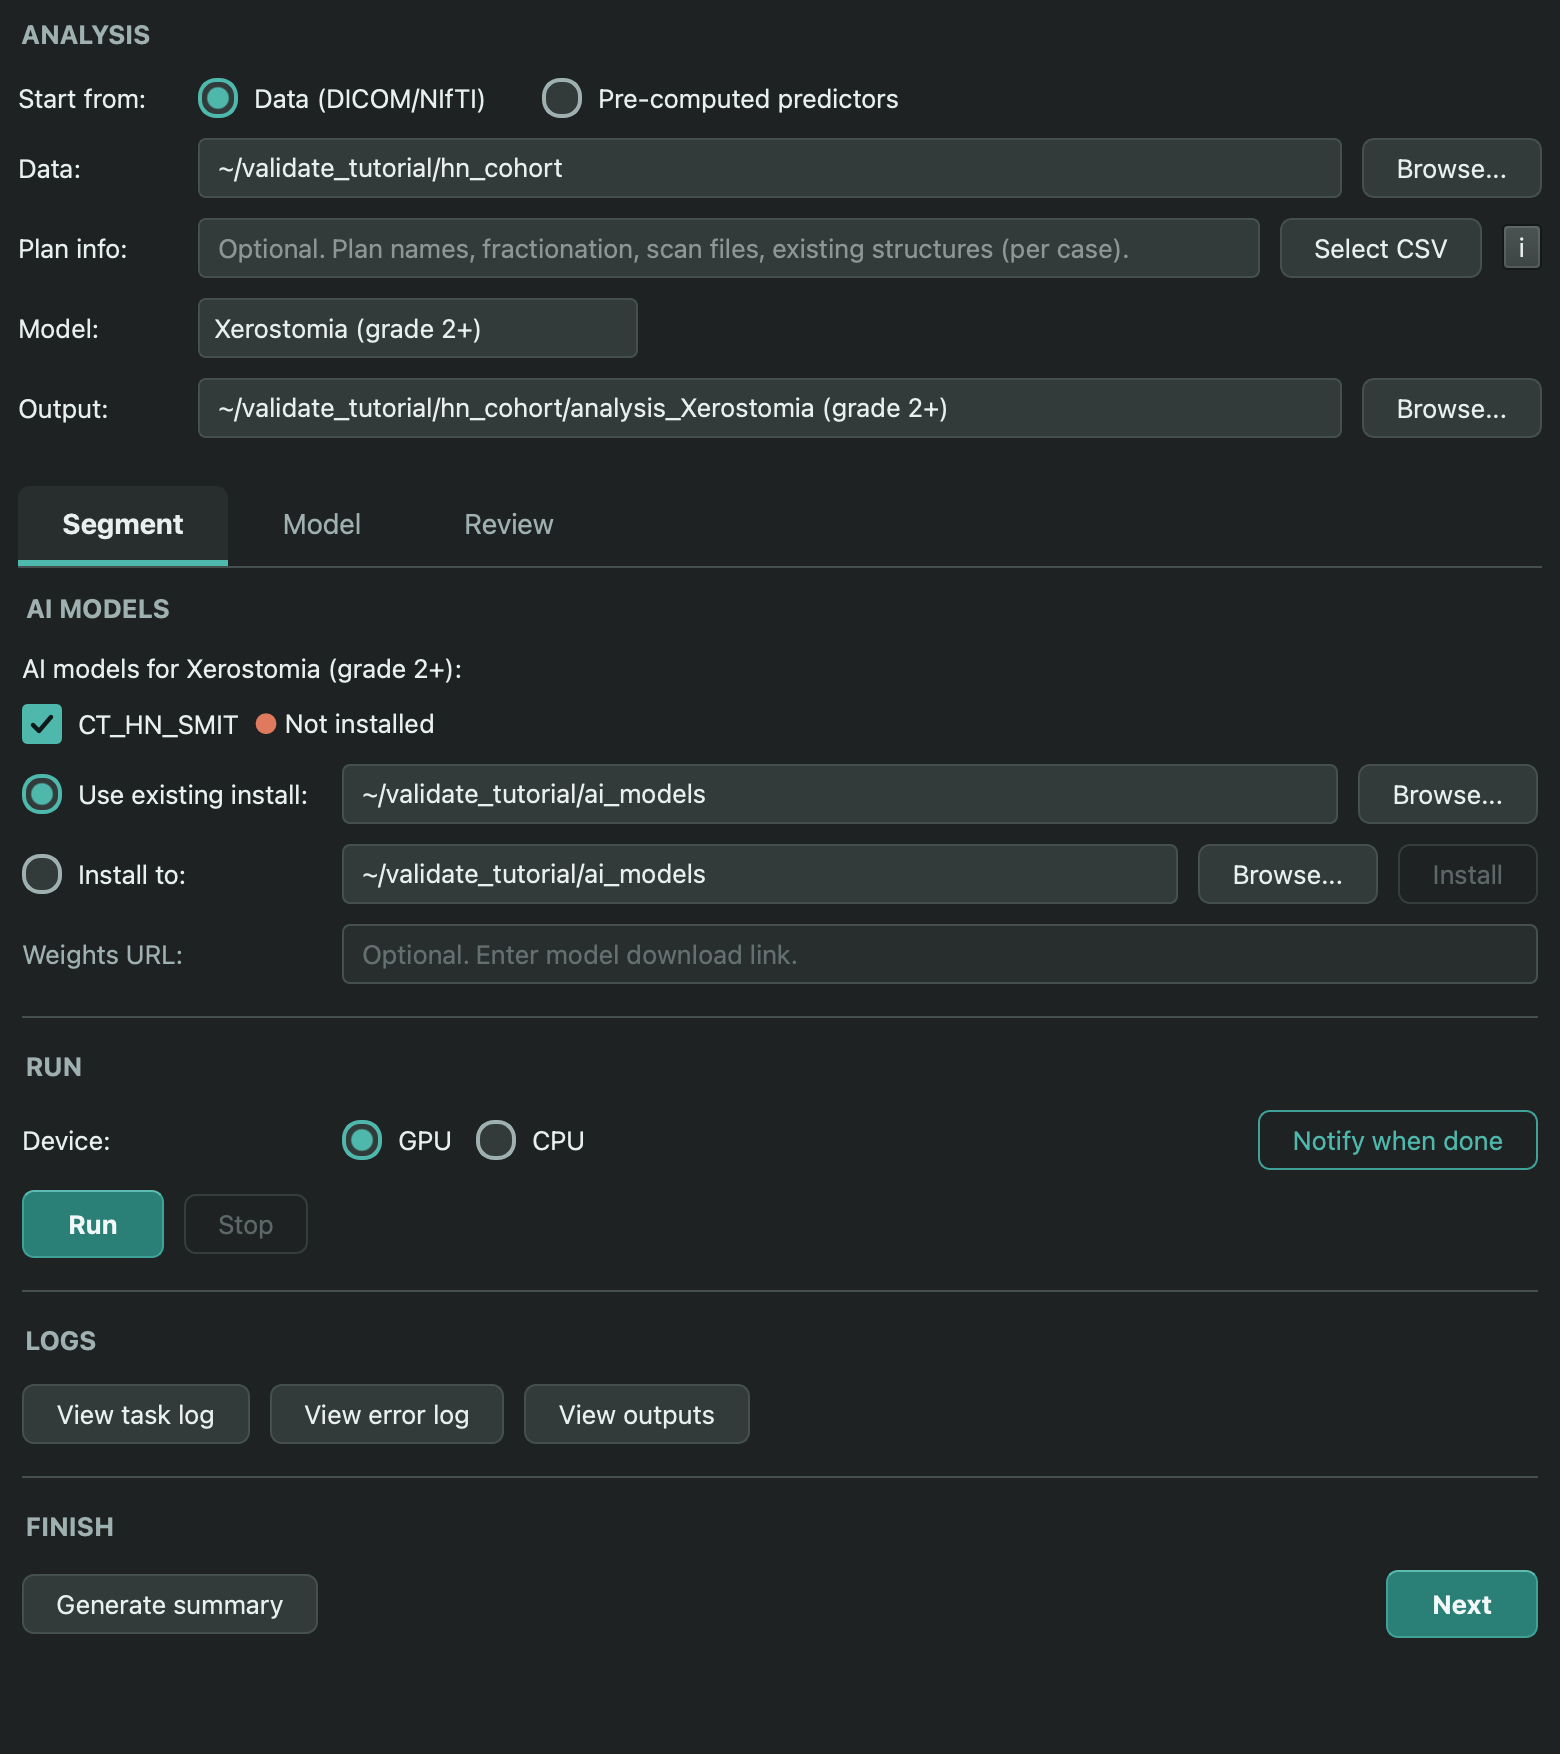 ANALYSIS
Start from: Data (DICOM/NIfTI) Pre-computed predictors
Data: ~/validate_tutorial/hn_cohort Browse...
Plan info: Optional. Plan names, fractionation, scan files, existing structures (per case). Select CSV i
Model: Xerostomia (grade 2+)
Output: ~/validate_tutorial/hn_cohort/analysis_Xerostomia (grade 2+) Browse...
Segment Model Review
AI MODELS
AI models for Xerostomia (grade 2+):
CT_HN_SMIT Not installed
Use existing install: ~/validate_tutorial/ai_models Browse...
Install to: ~/validate_tutorial/ai_models Browse... Install
Weights URL: Optional. Enter model download link.
RUN
Device: GPU CPU Notify when done
Run Stop
LOGS
View task log View error log View outputs
FINISH
Generate summary Next